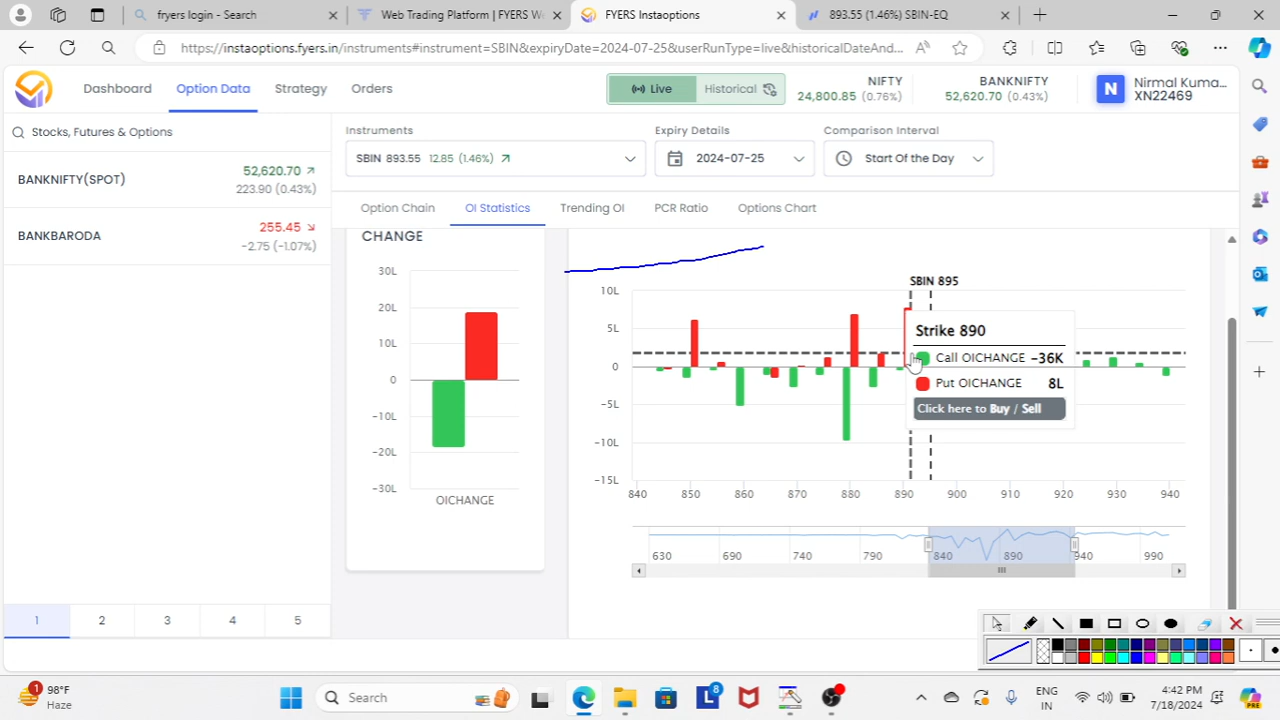 fryers login - Search
Web Trading Platform | FYERS W
FYERS Instaoptions
893.55 (1.46%) SBIN-EQ
https://instaoptions.fyers.in/instruments#instrument=SBIN&expiryDate=2024-07-25&userRunType=live&historicalDateAnd...
Dashboard
Option Data
Strategy
Orders
Live
Historical
NIFTY
24,800.85 (0.76%)
BANKNIFTY
52,620.70 (0.43%)
N
Nirmal Kuma...
XN22469
Stocks, Futures & Options
BANKNIFTY(SPOT)
52,620.70
223.90 (0.43%)
BANKBARODA
255.45
-2.75 (-1.07%)
1 2 3 4 5
Instruments
SBIN 893.55 12.85 (1.46%)
Expiry Details
2024-07-25
Comparison Interval
Start Of the Day
Option Chain
OI Statistics
Trending OI
PCR Ratio
Options Chart
CHANGE
30L
20L
10L
0
-10L
-20L
-30L
OICHANGE
SBIN 895
10L
5L
0
-5L
-10L
-15L
840 850 860 870 880 890 900 910 920 930 940
Strike 890
Call OICHANGE -36K
Put OICHANGE 8L
Click here to Buy / Sell
630 690 740 790 840 890 940 990
1
98°F
Haze
Search
L
8
ENG
IN
4:42 PM
7/18/2024
PRE